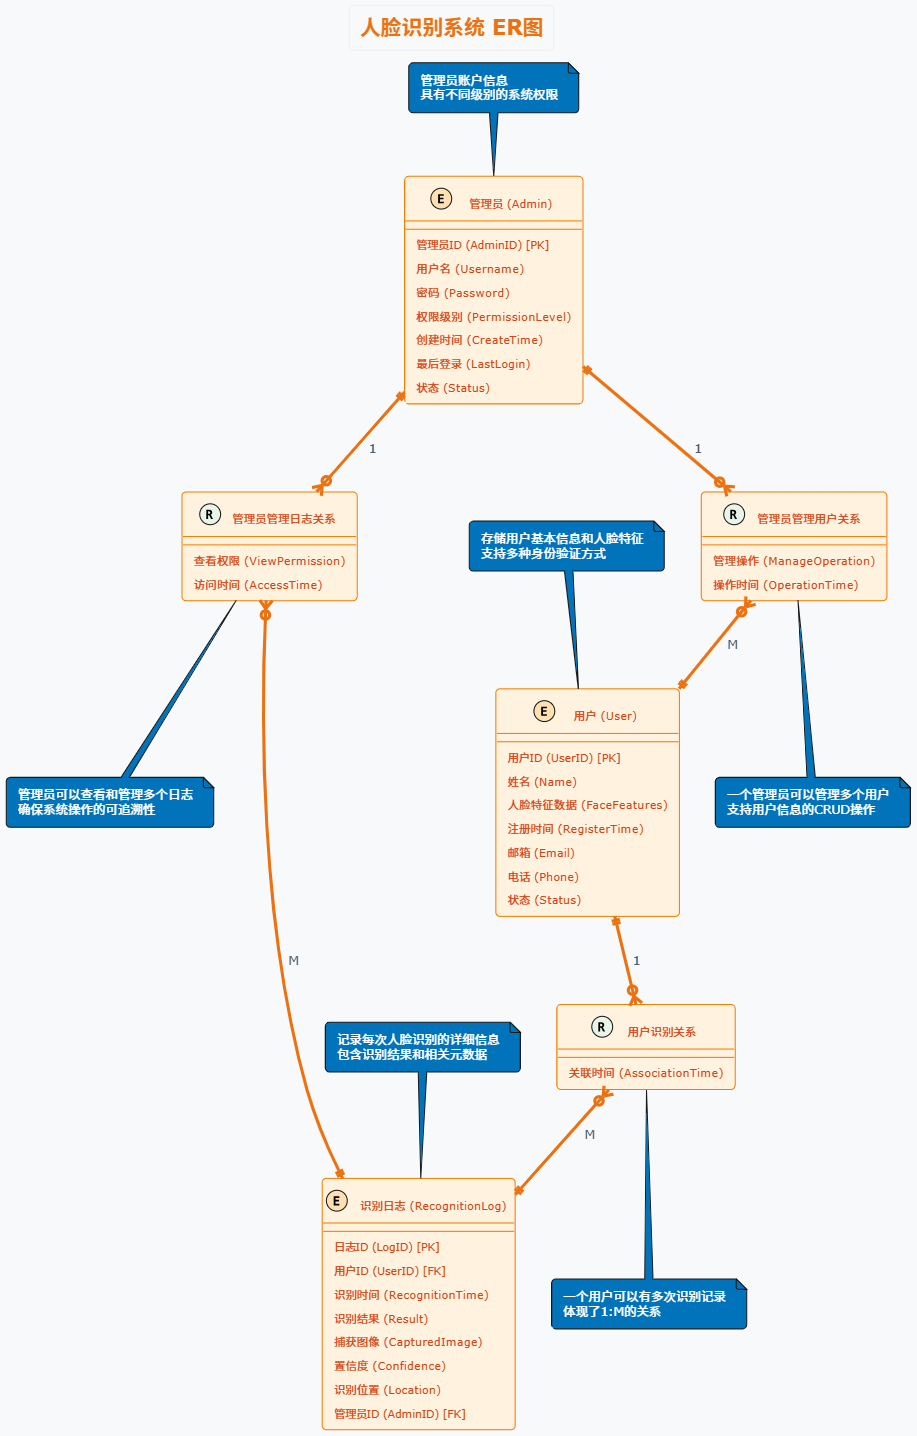 人脸识别系统 ER图
管理员账户信息
具有不同级别的系统权限
E
管理员 (Admin)
管理员ID (AdminID) [PK]
用户名 (Username)
密码 (Password)
权限级别 (PermissionLevel)
创建时间 (CreateTime)
最后登录 (LastLogin)
状态 (Status)
1
1
R
管理员管理日志关系
查看权限 (ViewPermission)
访问时间 (AccessTime)
存储用户基本信息和人脸特征
支持多种身份验证方式
R
管理员管理用户关系
管理操作 (ManageOperation)
操作时间 (OperationTime)
M
E
用户 (User)
用户ID (UserID) [PK]
姓名 (Name)
人脸特征数据 (FaceFeatures)
注册时间 (RegisterTime)
邮箱 (Email)
电话 (Phone)
状态 (Status)
管理员可以查看和管理多个日志
确保系统操作的可追溯性
一个管理员可以管理多个用户
支持用户信息的CRUD操作
M
1
记录每次人脸识别的详细信息
包含识别结果和相关元数据
R
用户识别关系
关联时间 (AssociationTime)
M
E
识别日志 (RecognitionLog)
日志ID (LogID) [PK]
用户ID (UserID) [FK]
识别时间 (RecognitionTime)
识别结果 (Result)
捕获图像 (CapturedImage)
置信度 (Confidence)
识别位置 (Location)
管理员ID (AdminID) [FK]
一个用户可以有多次识别记录
体现了1:M的关系